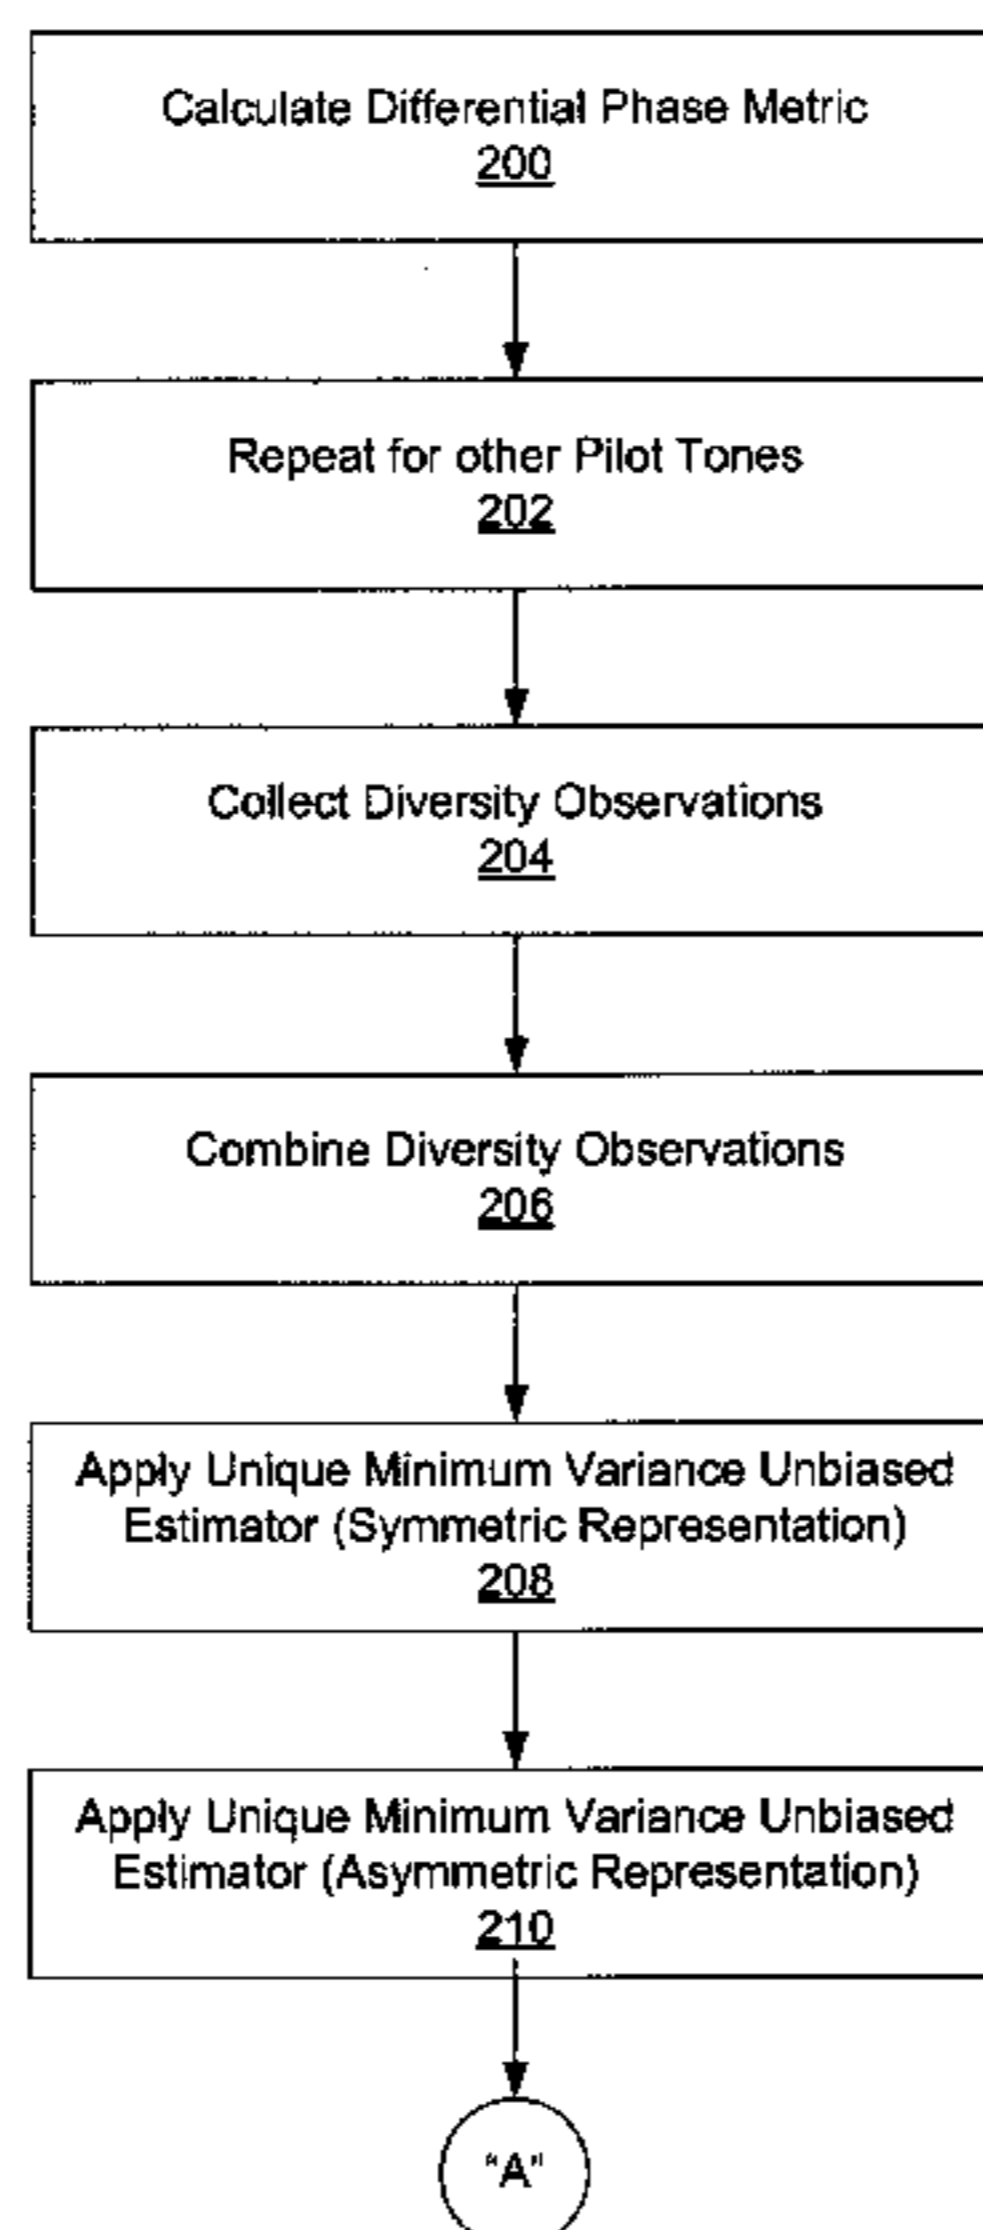 Calculate Differential Phase Metric
200
Repeat for other Pilot Tones
202
Collect Diversity Observations
204
Combine Diversity Observations
206
Apply Unique Minimum Variance Unbiased
Estimator (Symmetric Representation)
208
Apply Unique Minimum Variance Unbiased
Estimator (Asymmetric Representation)
210
"A"